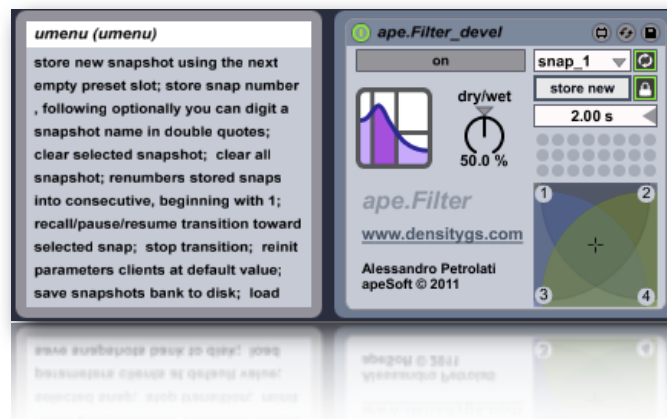 umenu (umenu)
store new snapshot using the next
empty preset slot; store snap number
, following optionally you can digit a
snapshot name in double quotes;
clear selected snapshot; clear all
snapshot; renumbers stored snaps
into consecutive, beginning with 1;
recall/pause/resume transition toward
selected snap; stop transition; reinit
parameters clients at default value;
save snapshots bank to disk; load
ape.Filter_devel
on
snap_1
store new
2.00 s
dry/wet
50.0 %
ape.Filter
www.densitygs.com
Alessandro Petrolati
apeSoft © 2011
1
2
3
4